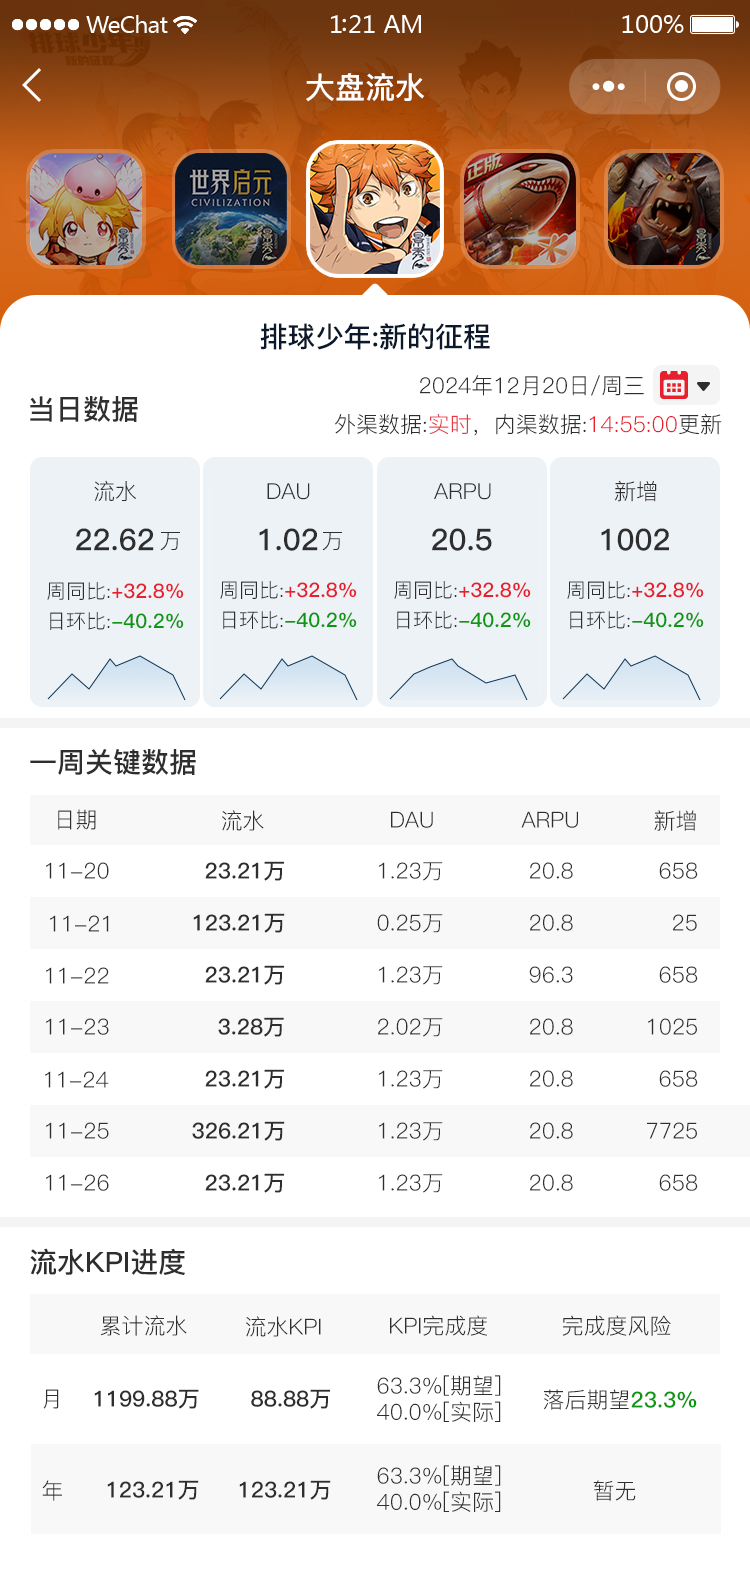 WeChat 1:21 AM 100%
排球少年
新的征程
大盘流水
世界启元
CIVILIZATION
正版
排球少年:新的征程
2024年12月20日/周三
当日数据
外渠数据:实时，内渠数据:14:55:00更新
流水 DAU ARPU 新增
22.62万 1.02万 20.5 1002
周同比:+32.8% 周同比:+32.8% 周同比:+32.8% 周同比:+32.8%
日环比:-40.2% 日环比:-40.2% 日环比:-40.2% 日环比:-40.2%
一周关键数据
日期 流水 DAU ARPU 新增
11-20 23.21万 1.23万 20.8 658
11-21 123.21万 0.25万 20.8 25
11-22 23.21万 1.23万 96.3 658
11-23 3.28万 2.02万 20.8 1025
11-24 23.21万 1.23万 20.8 658
11-25 326.21万 1.23万 20.8 7725
11-26 23.21万 1.23万 20.8 658
流水KPI进度
累计流水 流水KPI KPI完成度 完成度风险
月 1199.88万 88.88万 63.3%[期望] 落后期望23.3%
40.0%[实际]
年 123.21万 123.21万 63.3%[期望] 暂无
40.0%[实际]